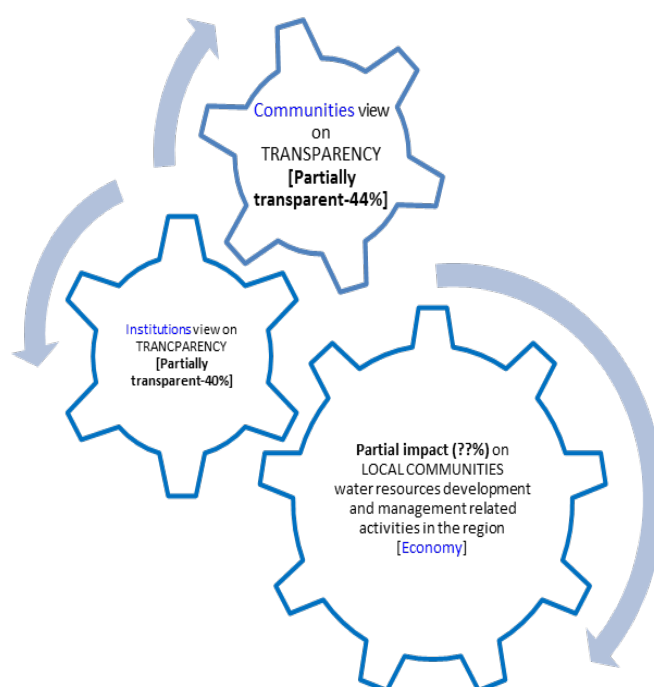 Communities view
on
TRANSPARENCY
[Partially
transparent-44%]
Institutions view on
TRANCPARENCY
[Partially
transparent-40%]
Partial impact (??%) on
LOCAL COMMUNITIES
water resources development
and management related
activities in the region
[Economy]